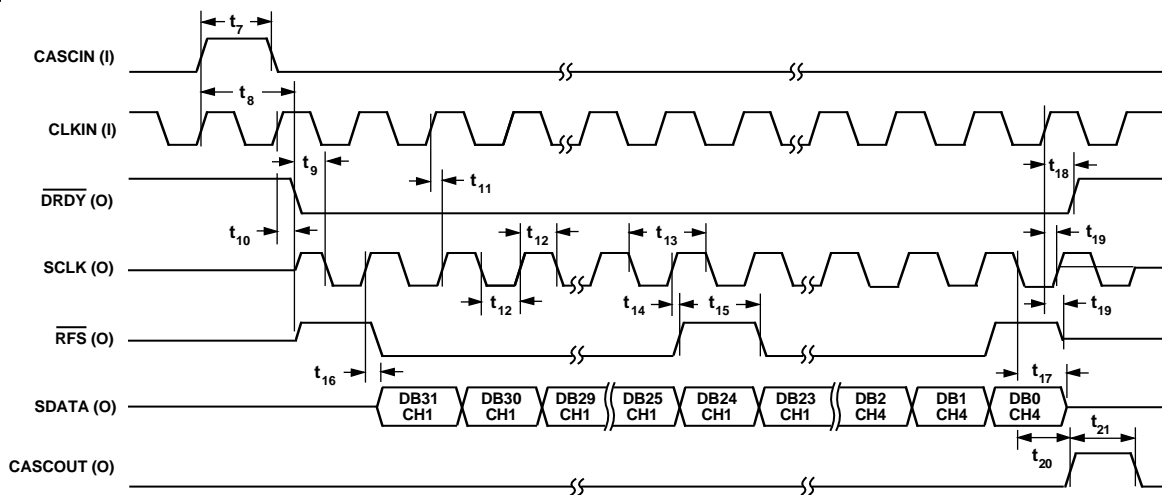 t7
CASCIN (I)
t8
CLKIN (I)
t9
t11
t18
DRDY (O)
t10
t12
t13
t19
SCLK (O)
t12
t14
t15
t19
RFS (O)
t16
t17
SDATA (O)
DB31 CH1
DB30 CH1
DB29 CH1
DB25 CH1
DB24 CH1
DB23 CH1
DB2 CH4
DB1 CH4
DB0 CH4
t21
t20
CASCOUT (O)